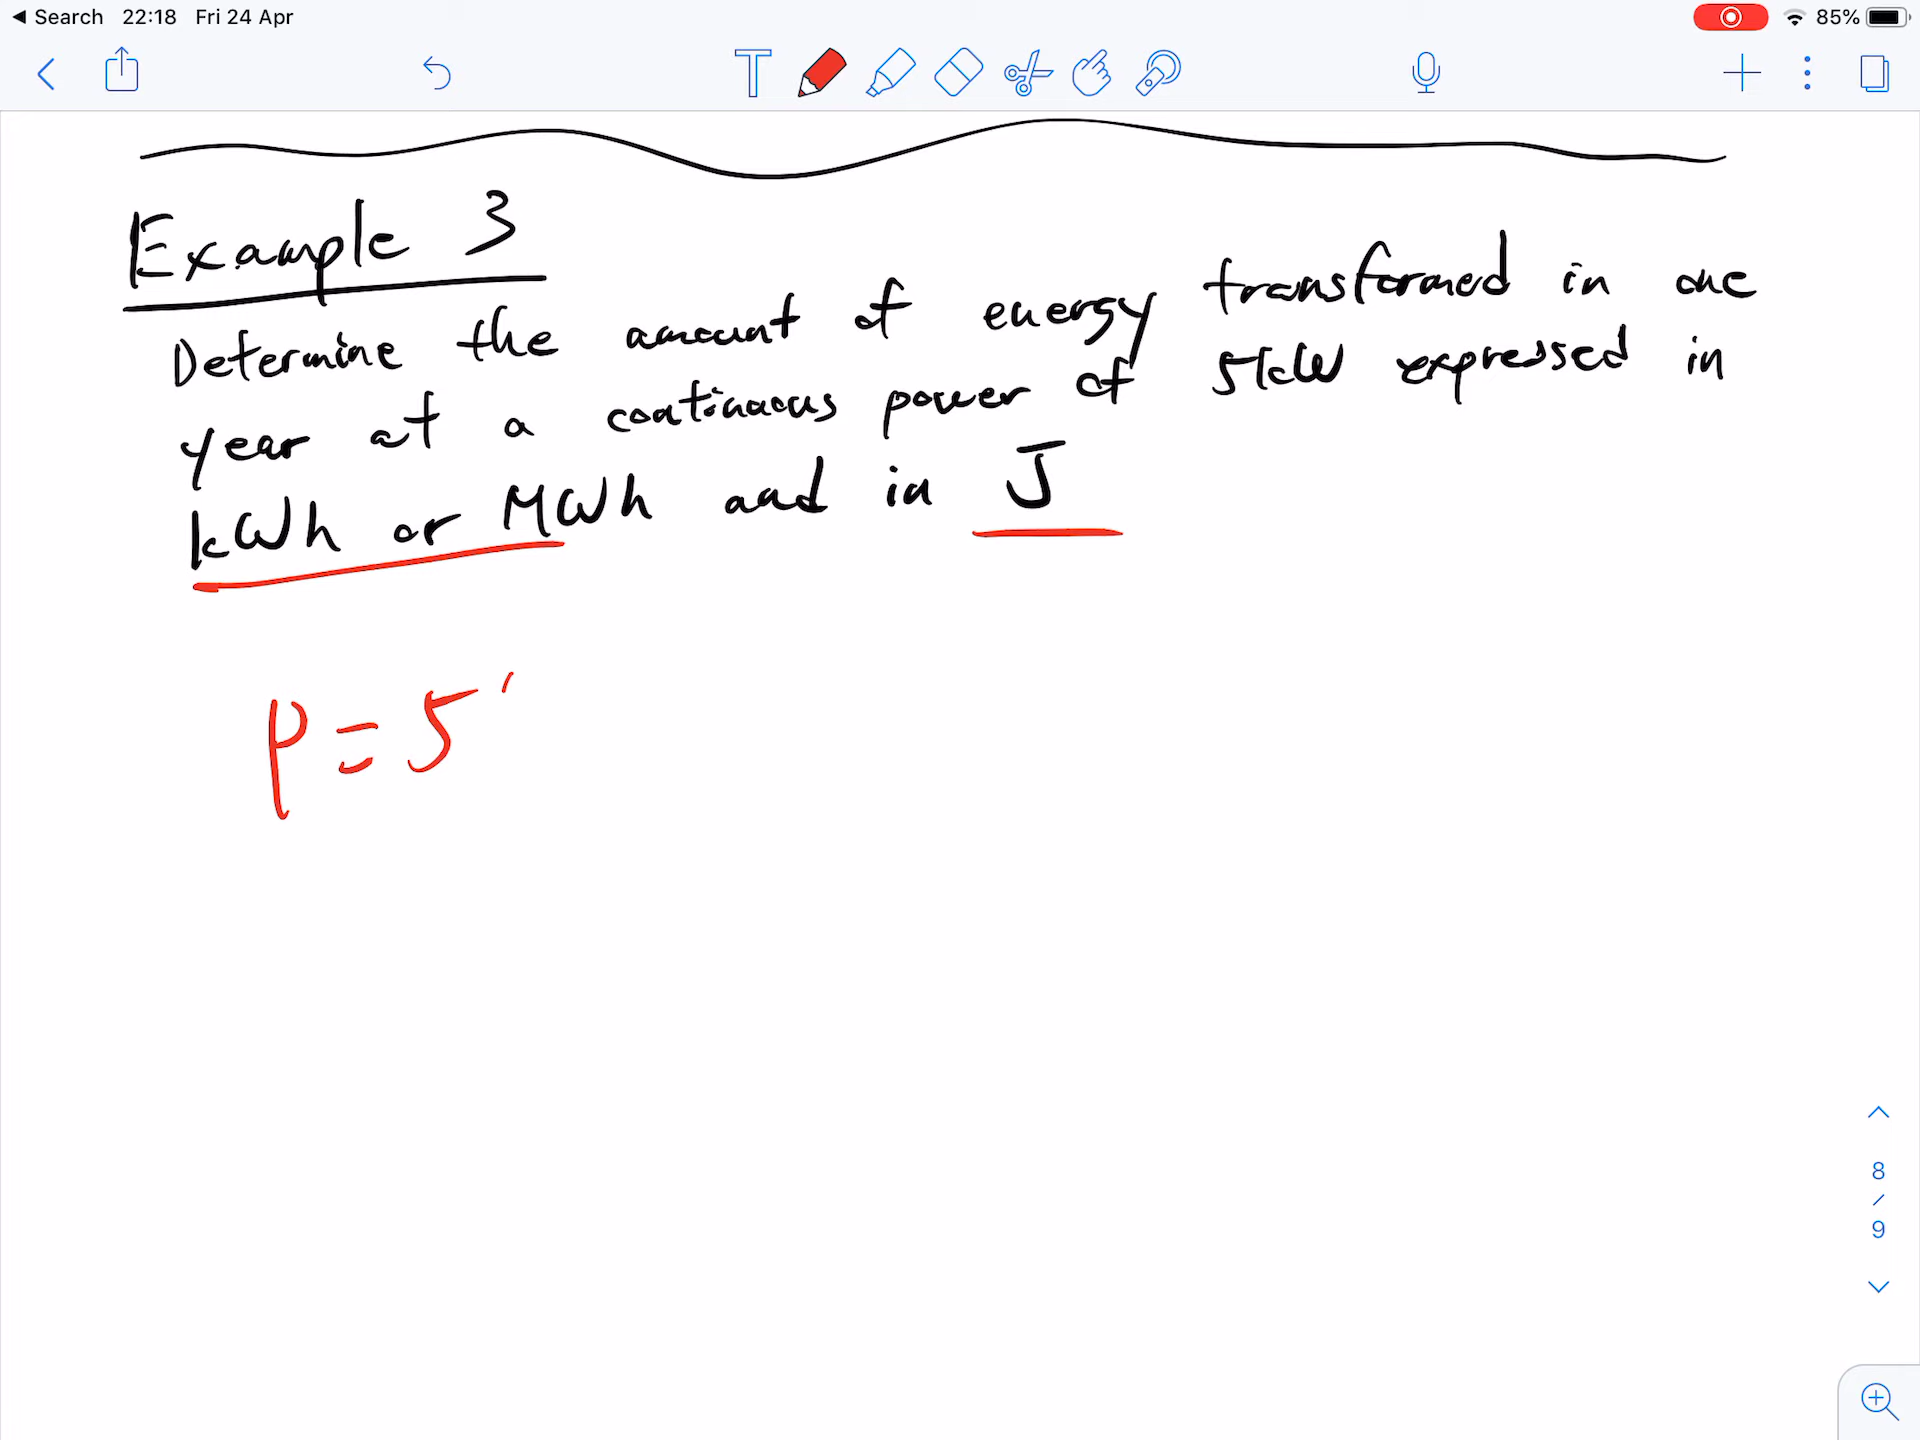 Search 22:18 Fri 24 Apr 85%
T
Example 3
Determine the amount of energy transformed in one
year at a continuous power of 5kW expressed in
kWh or MWh and in J
P = 5
8
/
9